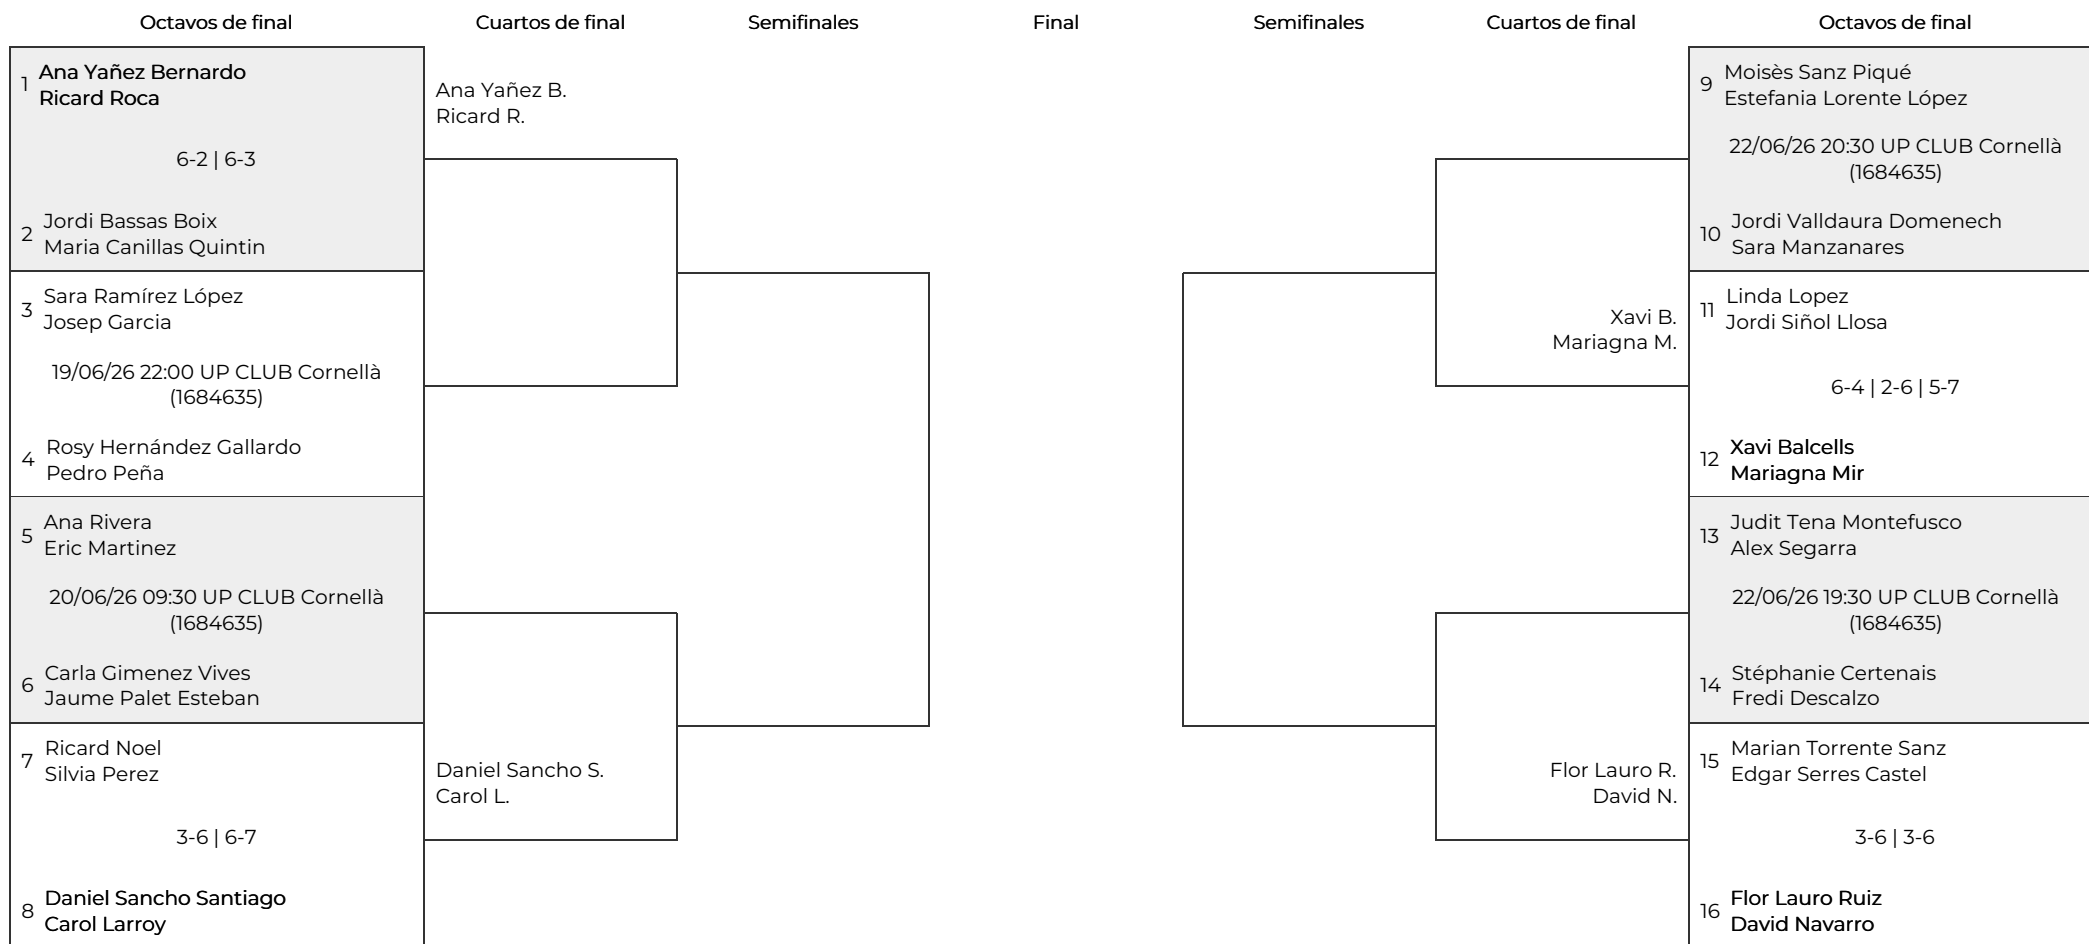 Octavos de final
Cuartos de final
Semifinales
Final
Semifinales
Cuartos de final
Octavos de final
1
Ana Yañez Bernardo
Ricard Roca
6-2 | 6-3
2
Jordi Bassas Boix
Maria Canillas Quintin
3
Sara Ramírez López
Josep Garcia
19/06/26 22:00 UP CLUB Cornellà
(1684635)
4
Rosy Hernández Gallardo
Pedro Peña
5
Ana Rivera
Eric Martinez
20/06/26 09:30 UP CLUB Cornellà
(1684635)
6
Carla Gimenez Vives
Jaume Palet Esteban
7
Ricard Noel
Silvia Perez
3-6 | 6-7
8
Daniel Sancho Santiago
Carol Larroy
Ana Yañez B.
Ricard R.
Daniel Sancho S.
Carol L.
Xavi B.
Mariagna M.
Flor Lauro R.
David N.
9
Moisès Sanz Piqué
Estefania Lorente López
22/06/26 20:30 UP CLUB Cornellà
(1684635)
10
Jordi Valldaura Domenech
Sara Manzanares
11
Linda Lopez
Jordi Siñol Llosa
6-4 | 2-6 | 5-7
12
Xavi Balcells
Mariagna Mir
13
Judit Tena Montefusco
Alex Segarra
22/06/26 19:30 UP CLUB Cornellà
(1684635)
14
Stéphanie Certenais
Fredi Descalzo
15
Marian Torrente Sanz
Edgar Serres Castel
3-6 | 3-6
16
Flor Lauro Ruiz
David Navarro